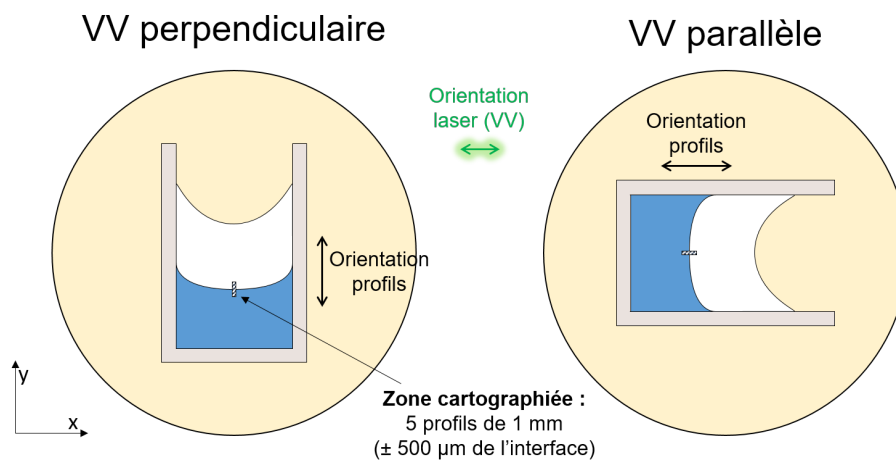 VV perpendiculaire
VV parallèle
Orientation
laser (VV)
Orientation
profils
Orientation
profils
Zone cartographiée :
5 profils de 1 mm
(± 500 µm de l’interface)
y
x